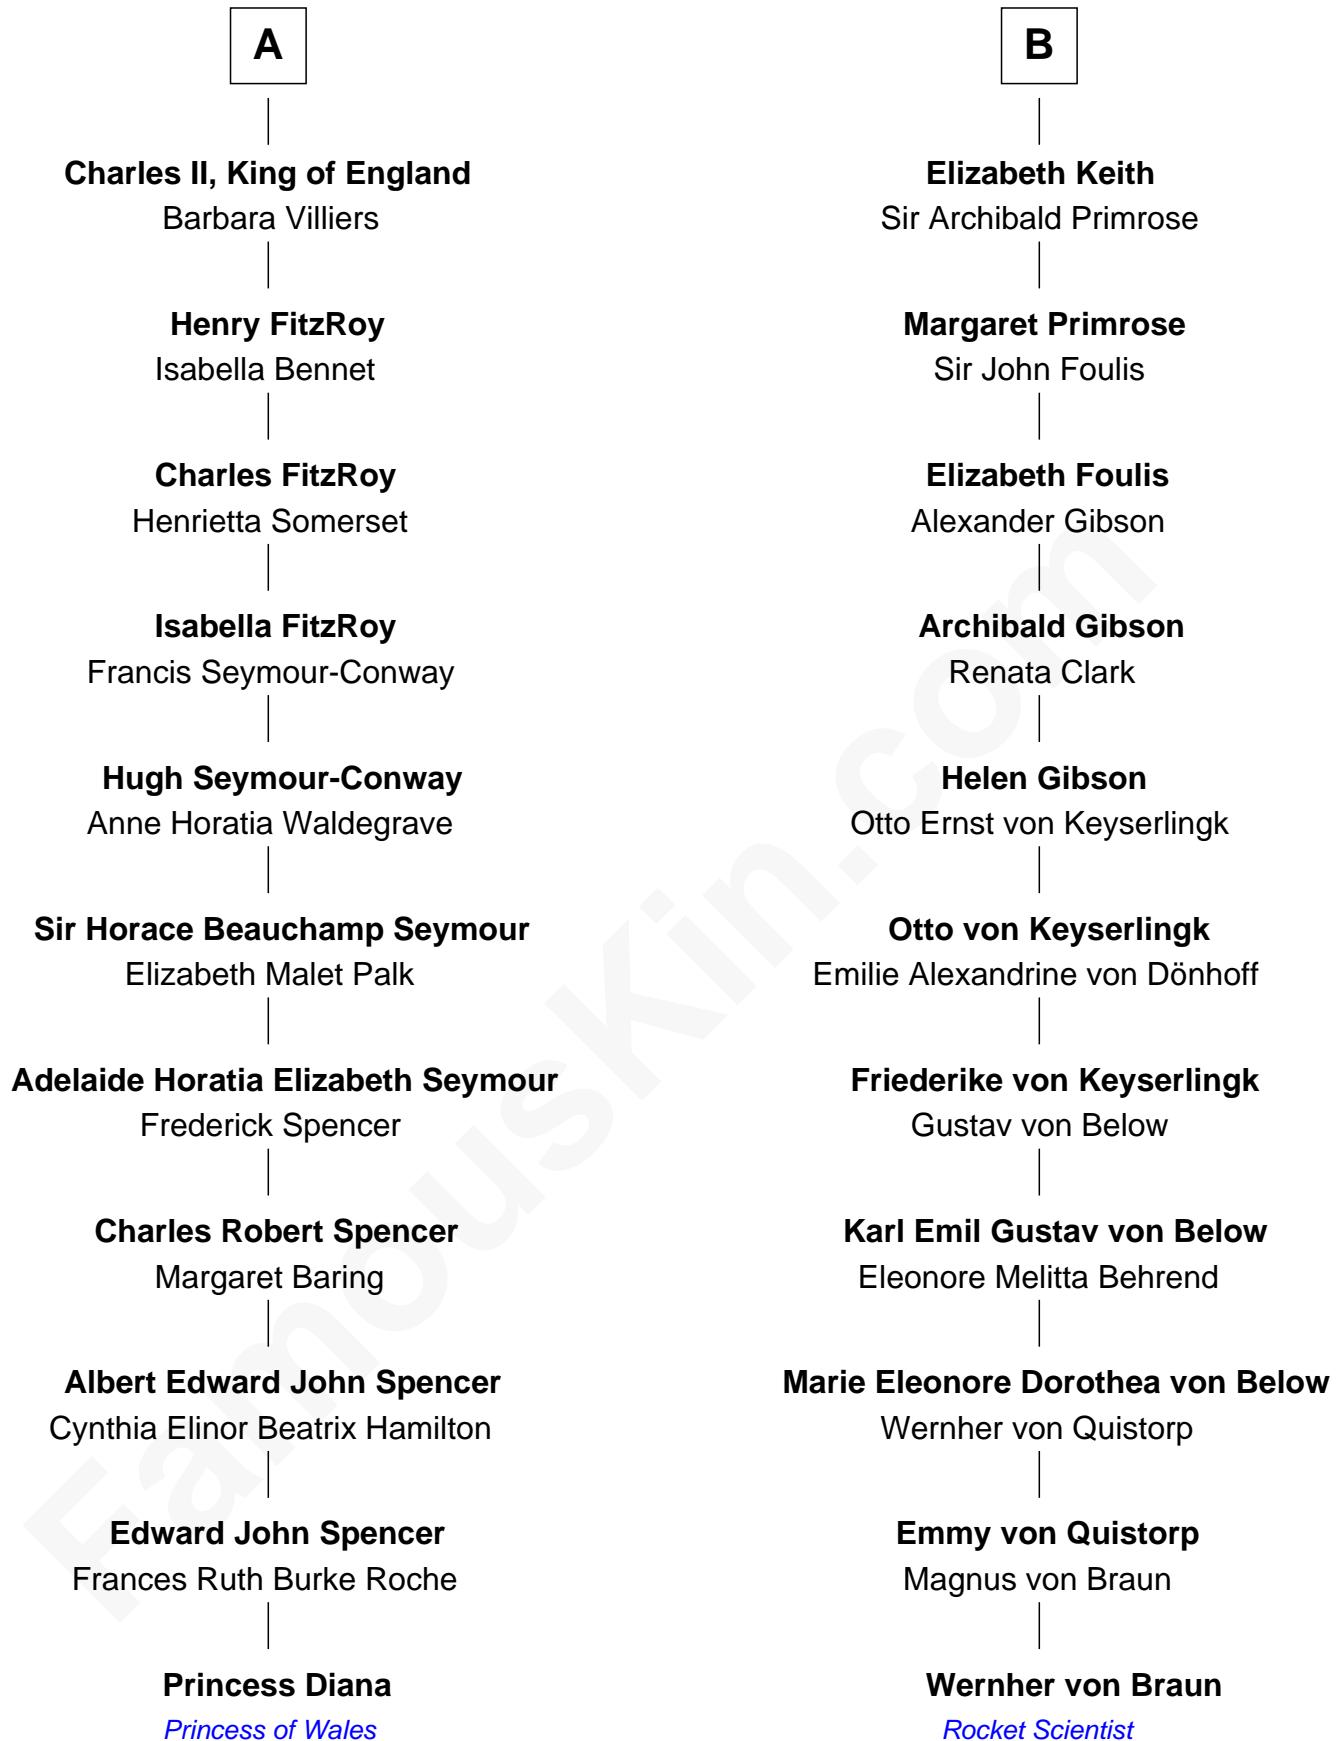 A
Charles II, King of England
Barbara Villiers
Henry FitzRoy
Isabella Bennet
Charles FitzRoy
Henrietta Somerset
Isabella FitzRoy
Francis Seymour-Conway
Hugh Seymour-Conway
Anne Horatia Waldegrave
Sir Horace Beauchamp Seymour
Elizabeth Malet Palk
Adelaide Horatia Elizabeth Seymour
Frederick Spencer
Charles Robert Spencer
Margaret Baring
Albert Edward John Spencer
Cynthia Elinor Beatrix Hamilton
Edward John Spencer
Frances Ruth Burke Roche
Princess Diana
Princess of Wales
B
Elizabeth Keith
Sir Archibald Primrose
Margaret Primrose
Sir John Foulis
Elizabeth Foulis
Alexander Gibson
Archibald Gibson
Renata Clark
Helen Gibson
Otto Ernst von Keyserlingk
Otto von Keyserlingk
Emilie Alexandrine von Dönhoff
Friederike von Keyserlingk
Gustav von Below
Karl Emil Gustav von Below
Eleonore Melitta Behrend
Marie Eleonore Dorothea von Below
Wernher von Quistorp
Emmy von Quistorp
Magnus von Braun
Wernher von Braun
Rocket Scientist
FamousKin.com